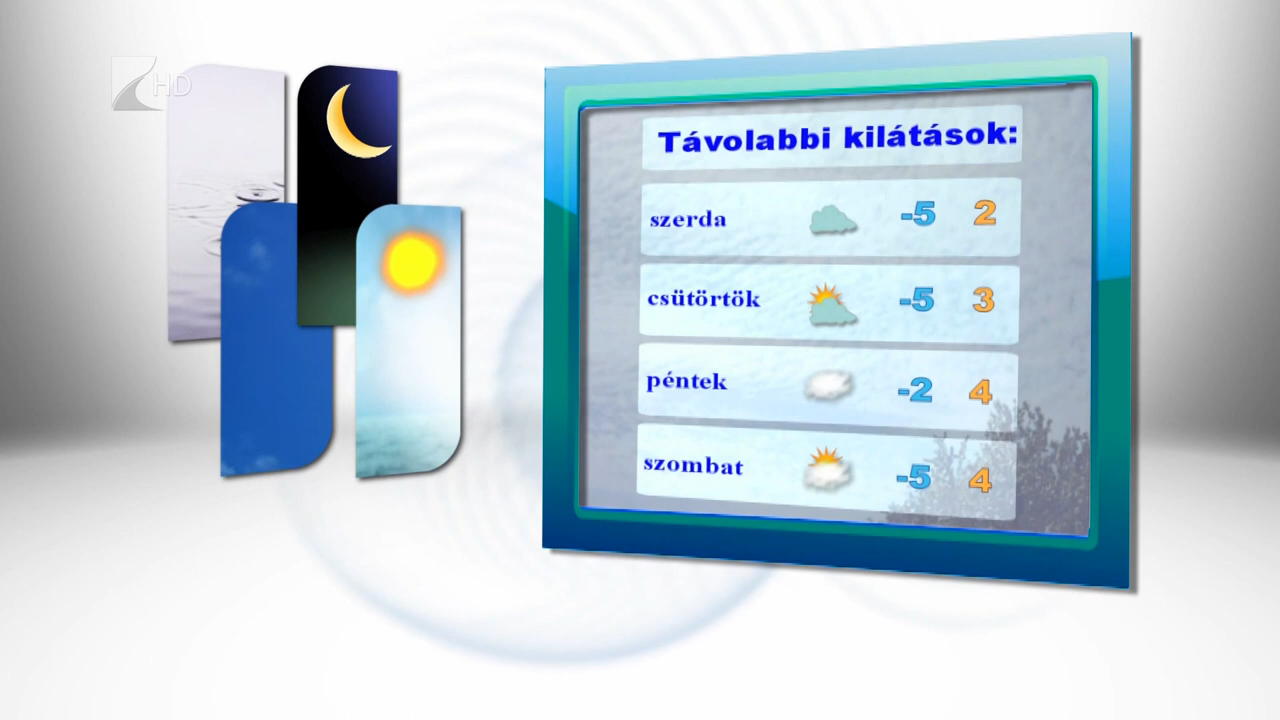 HD
Távolabbi kilátások:
szerda -5 2
csütörtök -5 3
péntek -2 4
szombat -5 4